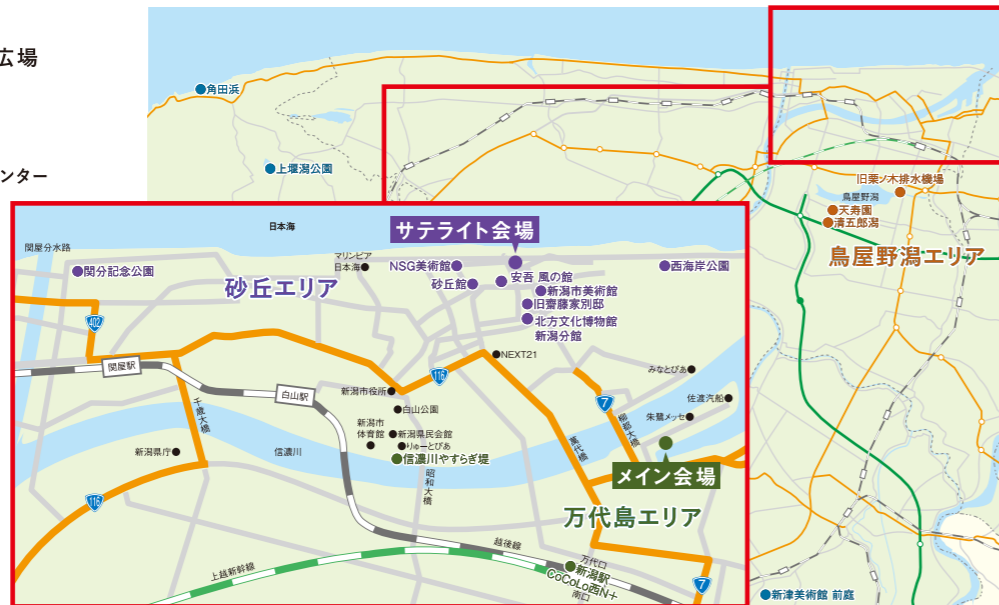 広場
ンター
角田浜
上堰潟公園
旧栗ノ木排水機場
鳥屋野潟
天寿園
清五郎潟
鳥屋野潟エリア
新津美術館 前庭
日本海
関屋分水路
関分記念公園
砂丘エリア
マリンピア
日本海
サテライト会場
NSG美術館
砂丘館
安吾 風の館
新潟市美術館
旧齋藤家別邸
北方文化博物館
新潟分館
西海岸公園
402
関屋駅
白山駅
116
NEXT21
新潟市役所
白山公園
新潟市
体育館
新潟県民会館
りゅーとぴあ
信濃川やすらぎ堤
千歳大橋
新潟県庁
信濃川
昭和大橋
萬代橋
7
柳都大橋
みなとぴあ
佐渡汽船
朱鷺メッセ
メイン会場
万代島エリア
116
上越新幹線
越後線
万代口
新潟駅
CoCoLo西N+
南口
7